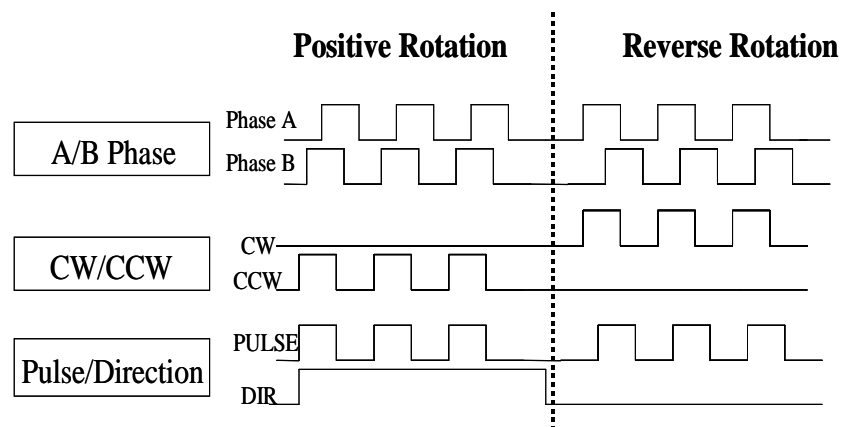 Positive Rotation
Reverse Rotation
A/B Phase
Phase A
Phase B
CW/CCW
CW
CCW
Pulse/Direction
PULSE
DIR